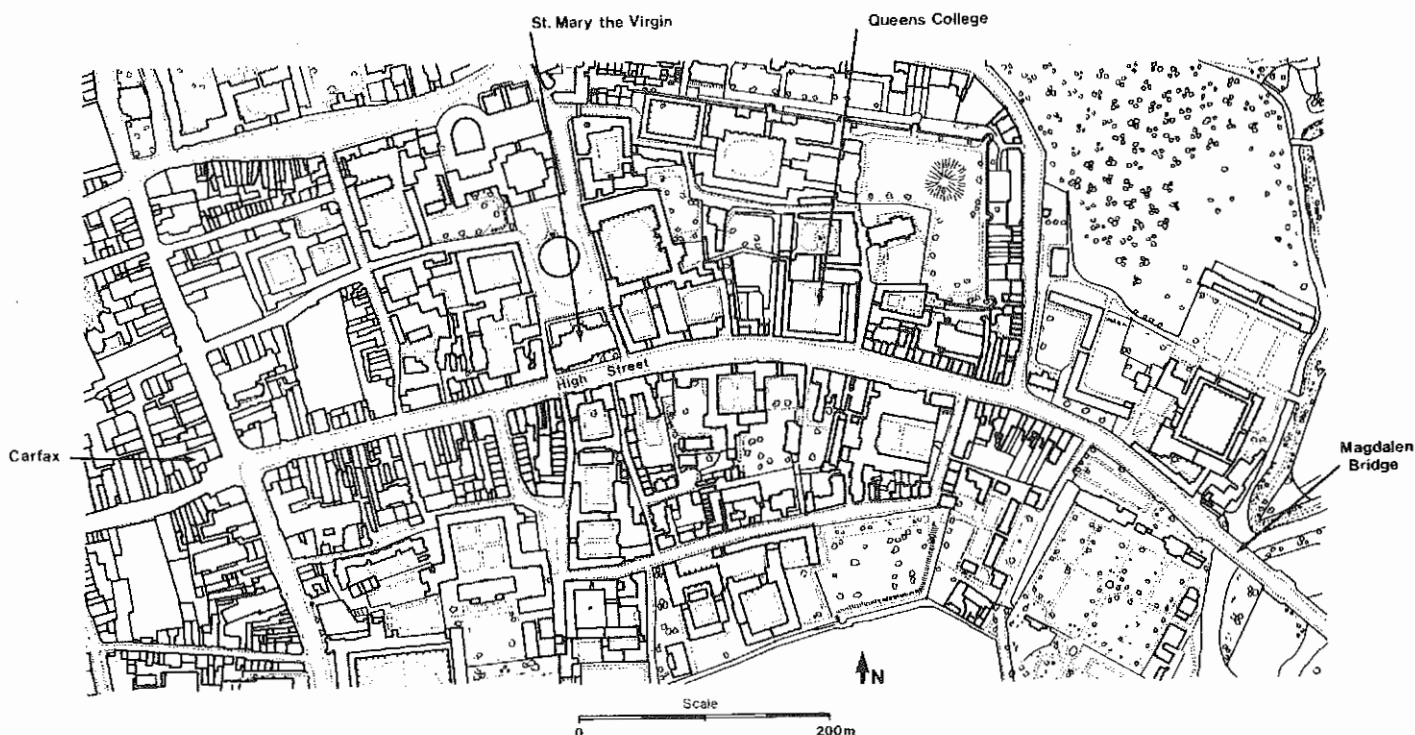 St. Mary the Virgin
Queens College
High Street
Carfax
Magdalen
Bridge
N
Scale
0 200m